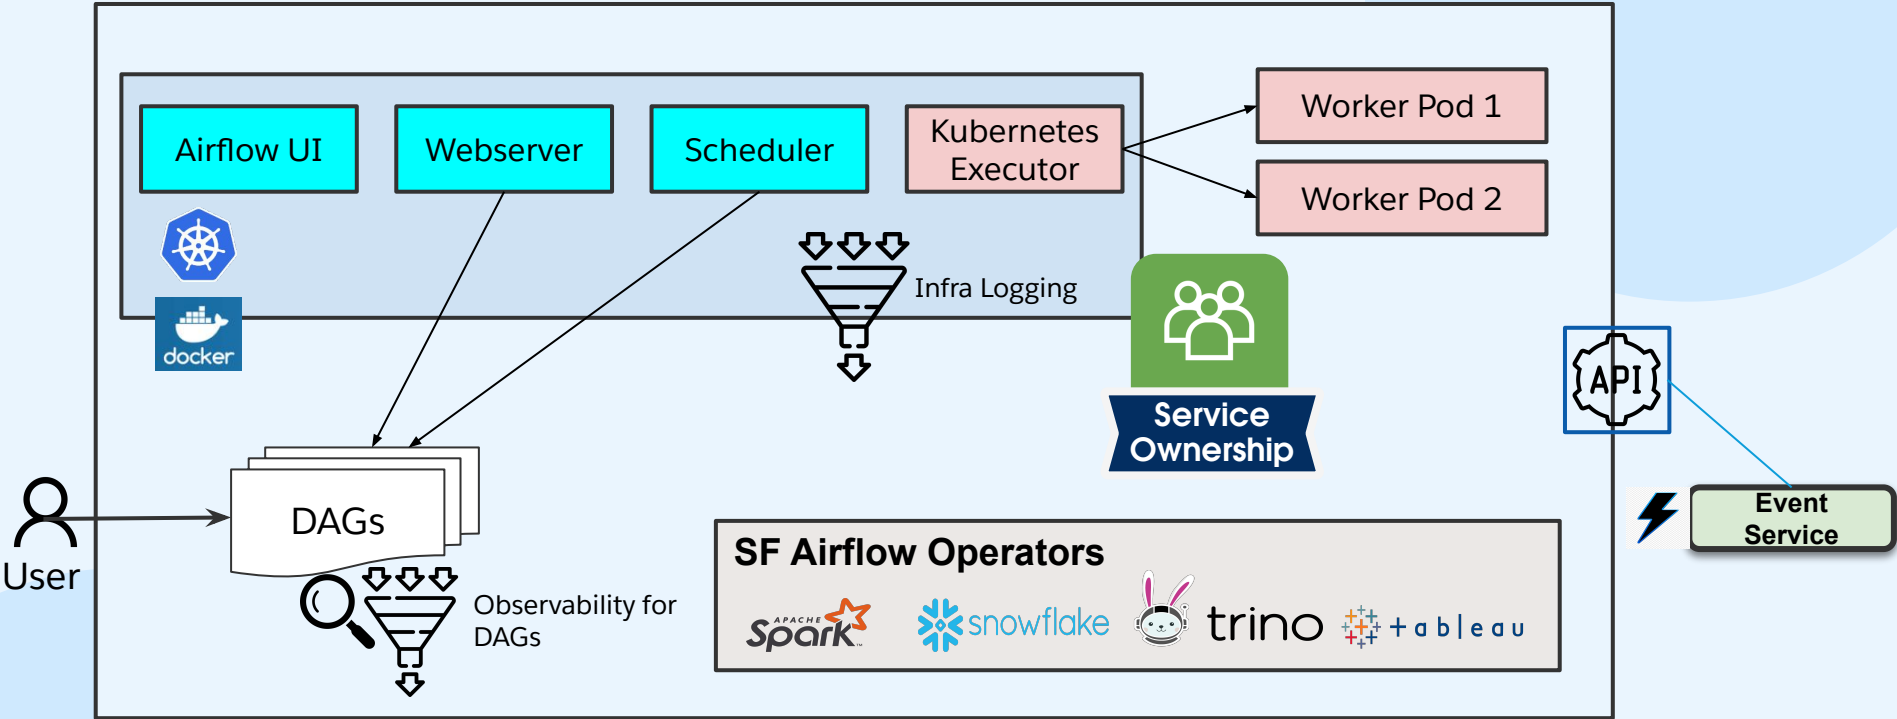 Airflow UI
Webserver
Scheduler
Kubernetes
Executor
Worker Pod 1
Worker Pod 2
docker
Infra Logging
Service
Ownership
API
User
DAGs
Observability for
DAGs
SF Airflow Operators
APACHE
Spark
snowflake
trino
+ableau
Event
Service